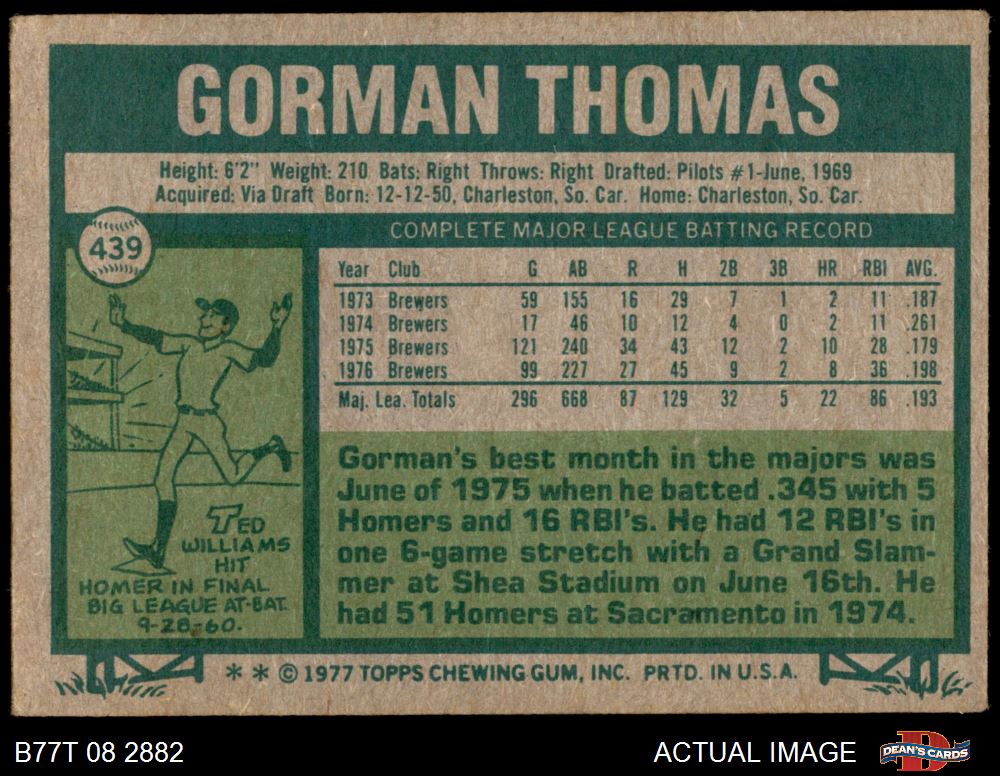 GORMAN THOMAS
Height: 6'2" Weight: 210 Bats: Right Throws: Right Drafted: Pilots #1-June, 1969
Acquired: Via Draft Born: 12-12-50, Charleston, So. Car. Home: Charleston, So. Car.
439
COMPLETE MAJOR LEAGUE BATTING RECORD
Year Club G AB R H 2B 3B HR RBI AVG.
1973 Brewers 59 155 16 29 7 1 2 11 .187
1974 Brewers 17 46 10 12 4 0 2 11 .261
1975 Brewers 121 240 34 43 12 2 10 28 .179
1976 Brewers 99 227 27 45 9 2 8 36 .198
Maj. Lea. Totals 296 668 87 129 32 5 22 86 .193
TED
WILLIAMS
HIT
HOMER IN FINAL
BIG LEAGUE AT-BAT.
9-28-60.
Gorman's best month in the majors was
June of 1975 when he batted .345 with 5
Homers and 16 RBI's. He had 12 RBI's in
one 6-game stretch with a Grand Slam-
mer at Shea Stadium on June 16th. He
had 51 Homers at Sacramento in 1974.
* * © 1977 TOPPS CHEWING GUM, INC. PRTD. IN U.S.A.
B77T 08 2882
ACTUAL IMAGE
D
DEAN'S CARDS